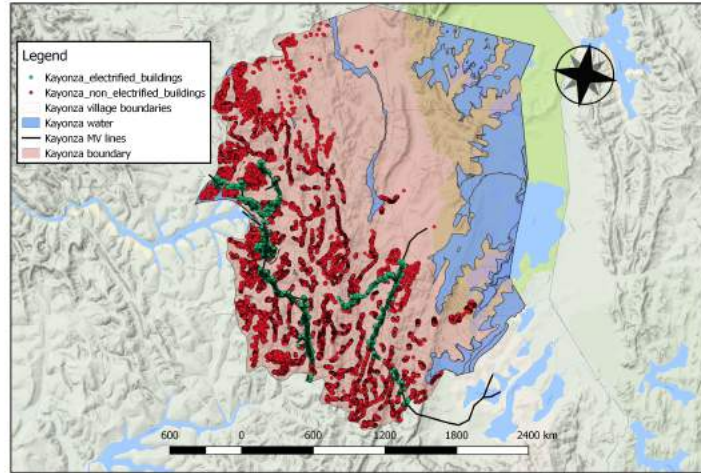 Legend
Kayonza_electrified_buildings
Kayonza_non_electrified_buildings
Kayonza village boundaries
Kayonza water
Kayonza MV lines
Kayonza boundary
600 0 600 1200 1800 2400 km